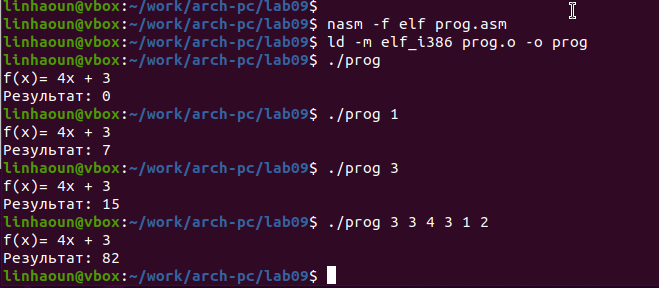 linhaoun@vbox:~/work/arch-pc/lab09$
linhaoun@vbox:~/work/arch-pc/lab09$ nasm -f elf prog.asm
linhaoun@vbox:~/work/arch-pc/lab09$ ld -m elf_i386 prog.o -o prog
linhaoun@vbox:~/work/arch-pc/lab09$ ./prog
f(x)= 4x + 3
Результат: 0
linhaoun@vbox:~/work/arch-pc/lab09$ ./prog 1
f(x)= 4x + 3
Результат: 7
linhaoun@vbox:~/work/arch-pc/lab09$ ./prog 3
f(x)= 4x + 3
Результат: 15
linhaoun@vbox:~/work/arch-pc/lab09$ ./prog 3 3 4 3 1 2
f(x)= 4x + 3
Результат: 82
linhaoun@vbox:~/work/arch-pc/lab09$